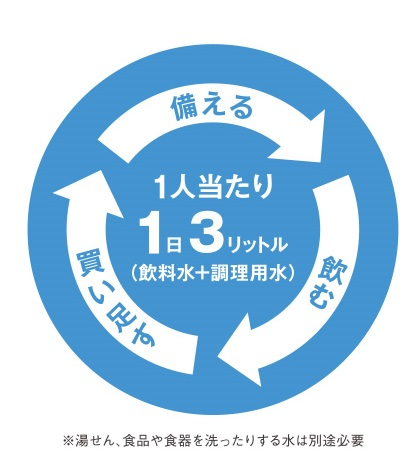 備える
1人当たり
1日3リットル
（飲料水＋調理用水）
飲む
買い足す
※湯せん、食品や食器を洗ったりする水は別途必要